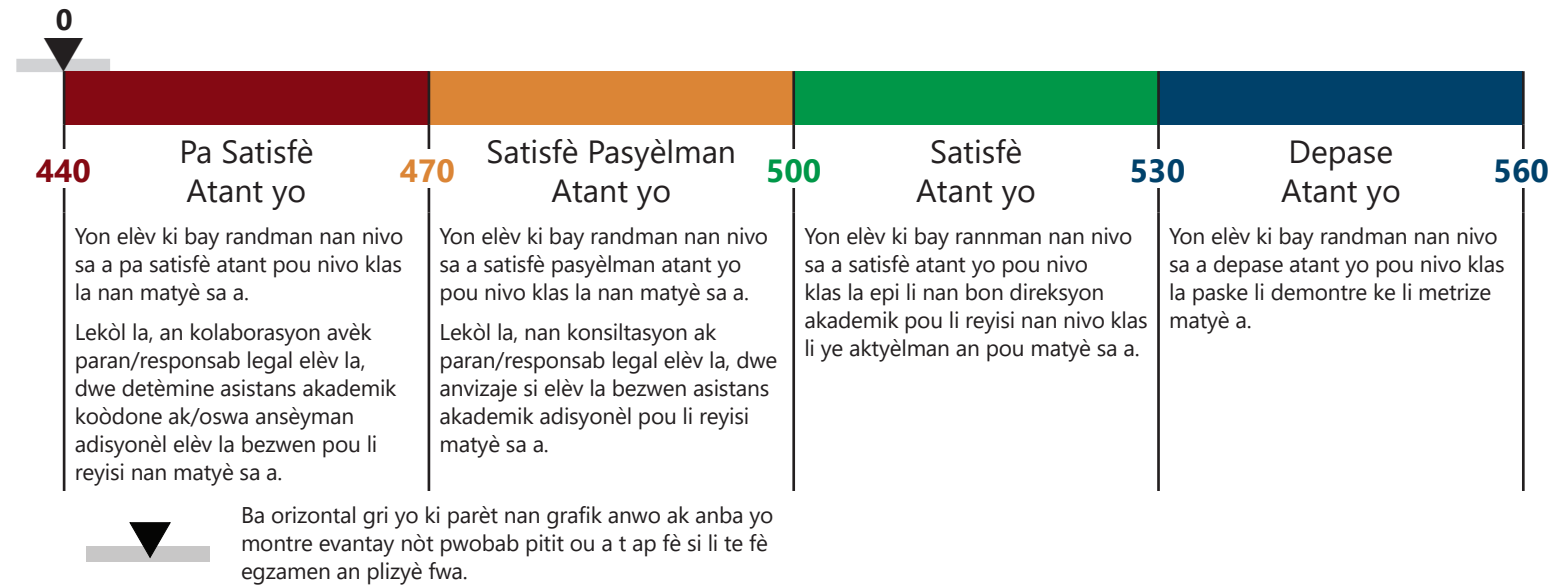 0
440
Pa Satisfè
Atant yo
470
Satisfè Pasyèlman
Atant yo
500
Satisfè
Atant yo
530
Depase
Atant yo
560
Yon elèv ki bay randman nan nivo
sa a pa satisfè atant pou nivo klas
la nan matyè sa a.
Lekòl la, an kolaborasyon avèk
paran/responsab legal elèv la,
dwe detèmine asistans akademik
koòdone ak/oswa ansèyman
adisyonèl elèv la bezwen pou li
reyisi nan matyè sa a.
Yon elèv ki bay randman nan nivo
sa a satisfè pasyèlman atant yo
pou nivo klas la nan matyè sa a.
Lekòl la, nan konsiltasyon ak
paran/responsab legal elèv la, dwe
anvizaje si elèv la bezwen asistans
akademik adisyonèl pou li reyisi
matyè sa a.
Yon elèv ki bay rannman nan nivo
sa a satisfè atant yo pou nivo
klas la epi li nan bon direksyon
akademik pou li reyisi nan nivo klas
li ye aktyèlman an pou matyè sa a.
Yon elèv ki bay randman nan nivo
sa a depase atant yo pou nivo klas
la paske li demontre ke li metrize
matyè a.
Ba orizontal gri yo ki parèt nan grafik anwo ak anba yo
montre evantay nòt pwobab pitit ou a t ap fè si li te fè
egzamen an plizyè fwa.